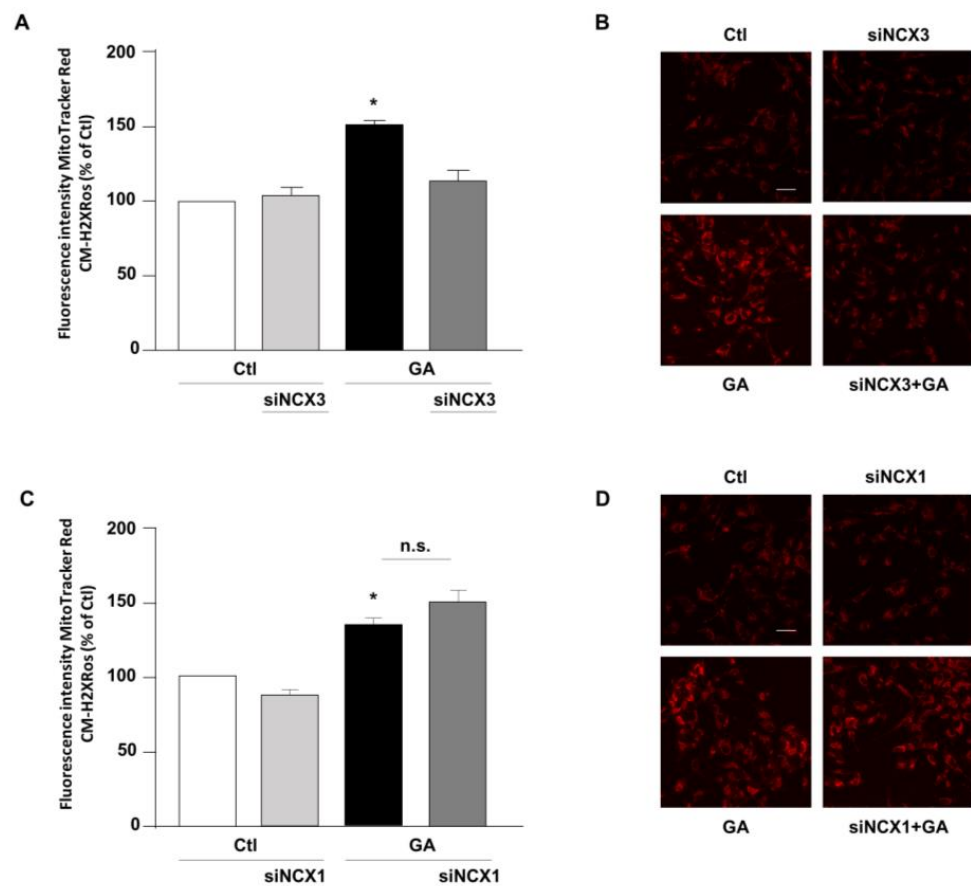 A
Fluorescence intensity MitoTracker Red
CM-H2XRos (% of Ctl)
200
150
100
50
0
*
Ctl
GA
siNCX3
siNCX3
B
Ctl
siNCX3
GA
siNCX3+GA
C
Fluorescence intensity MitoTracker Red
CM-H2XRos (% of Ctl)
200
150
100
50
0
n.s.
*
Ctl
GA
siNCX1
siNCX1
D
Ctl
siNCX1
GA
siNCX1+GA